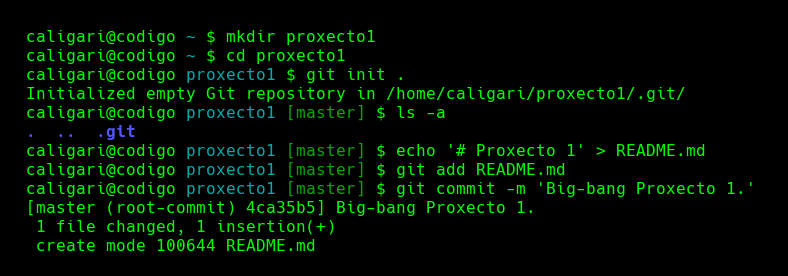 caligari@codigo ~ $ mkdir proxecto1
caligari@codigo ~ $ cd proxecto1
caligari@codigo proxecto1 $ git init .
Initialized empty Git repository in /home/caligari/proxecto1/.git/
caligari@codigo proxecto1 [master] $ ls -a
.  ..  .git
caligari@codigo proxecto1 [master] $ echo '# Proxecto 1' > README.md
caligari@codigo proxecto1 [master] $ git add README.md
caligari@codigo proxecto1 [master] $ git commit -m 'Big-bang Proxecto 1.'
[master (root-commit) 4ca35b5] Big-bang Proxecto 1.
 1 file changed, 1 insertion(+)
 create mode 100644 README.md